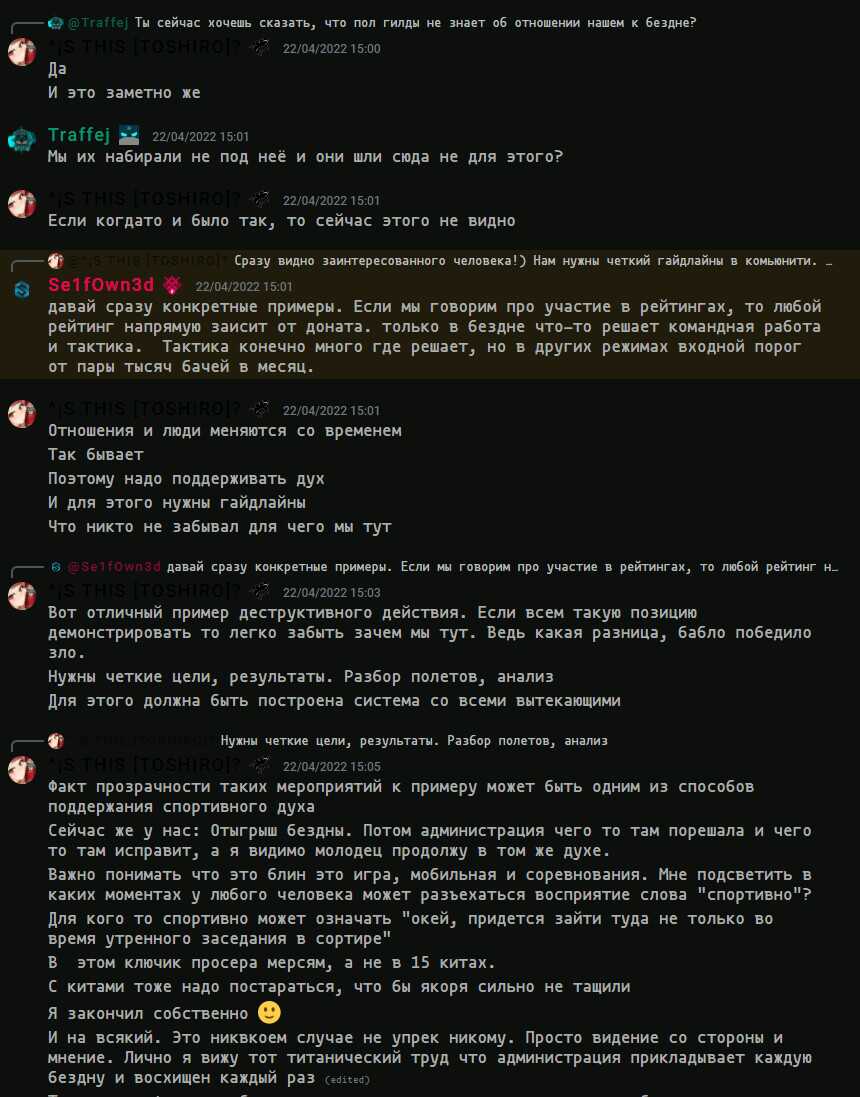 @Traffej Ты сейчас хочешь сказать, что пол гилды не знает об отношении нашем к бездне?
^¡S THIS [TOSHIRO]? 22/04/2022 15:00
Да
И это заметно же
Traffej 22/04/2022 15:01
Мы их набирали не под неё и они шли сюда не для этого?
^¡S THIS [TOSHIRO]? 22/04/2022 15:01
Если когдато и было так, то сейчас этого не видно
@^¡S THIS [TOSHIRO]? Сразу видно заинтересованного человека!) Нам нужны четкий гайдлайны в комьюнити. …
Se1fOwn3d 22/04/2022 15:01
давай сразу конкретные примеры. Если мы говорим про участие в рейтингах, то любой
рейтинг напрямую заисит от доната. только в бездне что-то решает командная работа
и тактика.  Тактика конечно много где решает, но в других режимах входной порог
от пары тысяч бачей в месяц.
^¡S THIS [TOSHIRO]? 22/04/2022 15:01
Отношения и люди меняются со временем
Так бывает
Поэтому надо поддерживать дух
И для этого нужны гайдлайны
Что никто не забывал для чего мы тут
@Se1fOwn3d давай сразу конкретные примеры. Если мы говорим про участие в рейтингах, то любой рейтинг н…
^¡S THIS [TOSHIRO]? 22/04/2022 15:03
Вот отличный пример деструктивного действия. Если всем такую позицию
демонстрировать то легко забыть зачем мы тут. Ведь какая разница, бабло победило
зло.
Нужны четкие цели, результаты. Разбор полетов, анализ
Для этого должна быть построена система со всеми вытекающими
Нужны четкие цели, результаты. Разбор полетов, анализ
^¡S THIS [TOSHIRO]? 22/04/2022 15:05
Факт прозрачности таких мероприятий к примеру может быть одним из способов
поддержания спортивного духа
Сейчас же у нас: Отыгрыш бездны. Потом администрация чего то там порешала и чего
то там исправит, а я видимо молодец продолжу в том же духе.
Важно понимать что это блин это игра, мобильная и соревнования. Мне подсветить в
каких моментах у любого человека может разъехаться восприятие слова "спортивно"?
Для кого то спортивно может означать "окей, придется зайти туда не только во
время утренного заседания в сортире"
В  этом ключик просера мерсям, а не в 15 китах.
С китами тоже надо постараться, что бы якоря сильно не тащили
Я закончил собственно 🙂
И на всякий. Это никвкоем случае не упрек никому. Просто видение со стороны и
мнение. Лично я вижу тот титанический труд что администрация прикладывает каждую
бездну и восхищен каждый раз (edited)